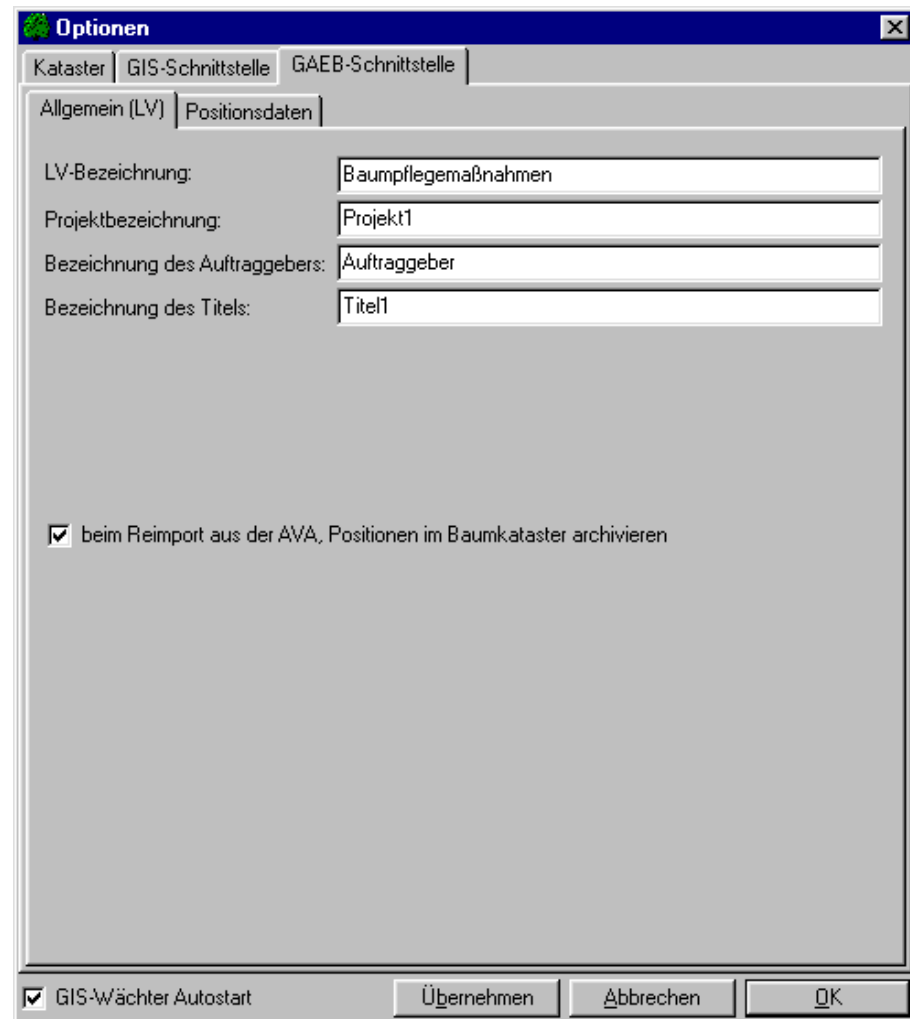 Optionen
Kataster GIS-Schnittstelle GAEB-Schnittstelle
Allgemein (LV) Positionsdaten
LV-Bezeichnung: Baumpflegemaßnahmen
Projektbezeichnung: Projekt1
Bezeichnung des Auftraggebers: Auftraggeber
Bezeichnung des Titels: Titel1
beim Reimport aus der AVA, Positionen im Baumkataster archivieren
GIS-Wächter Autostart Übernehmen Abbrechen OK